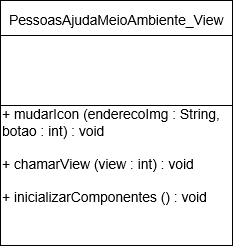 PessoasAjudaMeioAmbiente_View
+ mudarIcon (enderecoImg : String,
botao : int) : void
+ chamarView (view : int) : void
+ inicializarComponentes () : void